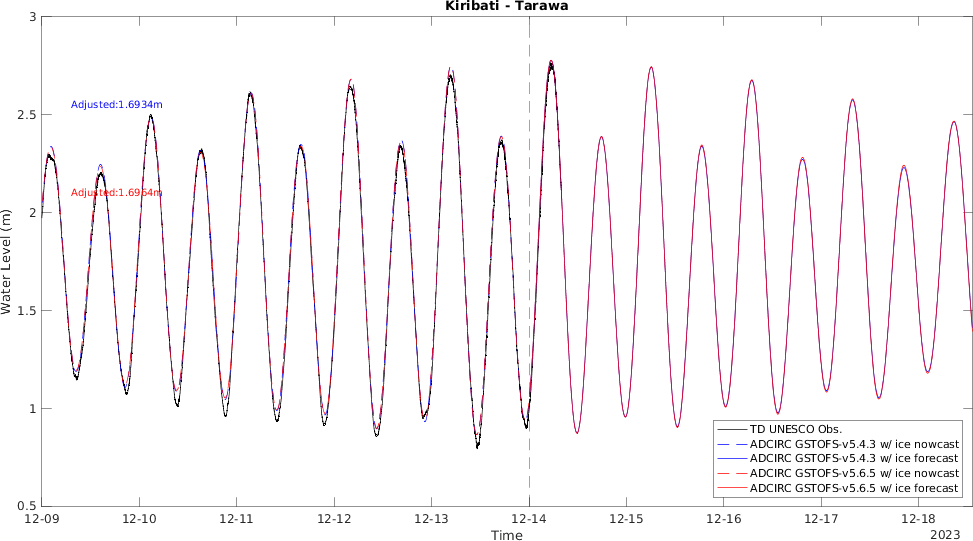 Kiribati - Tarawa
3
2.5
2
1.5
1
0.5
Water Level (m)
Adjusted:1.6934m
Adjusted:1.6964m
TD UNESCO Obs.
ADCIRC GSTOFS-v5.4.3 w/ ice nowcast
ADCIRC GSTOFS-v5.4.3 w/ ice forecast
ADCIRC GSTOFS-v5.6.5 w/ ice nowcast
ADCIRC GSTOFS-v5.6.5 w/ ice forecast
12-09 12-10 12-11 12-12 12-13 12-14 12-15 12-16 12-17 12-18
Time
2023